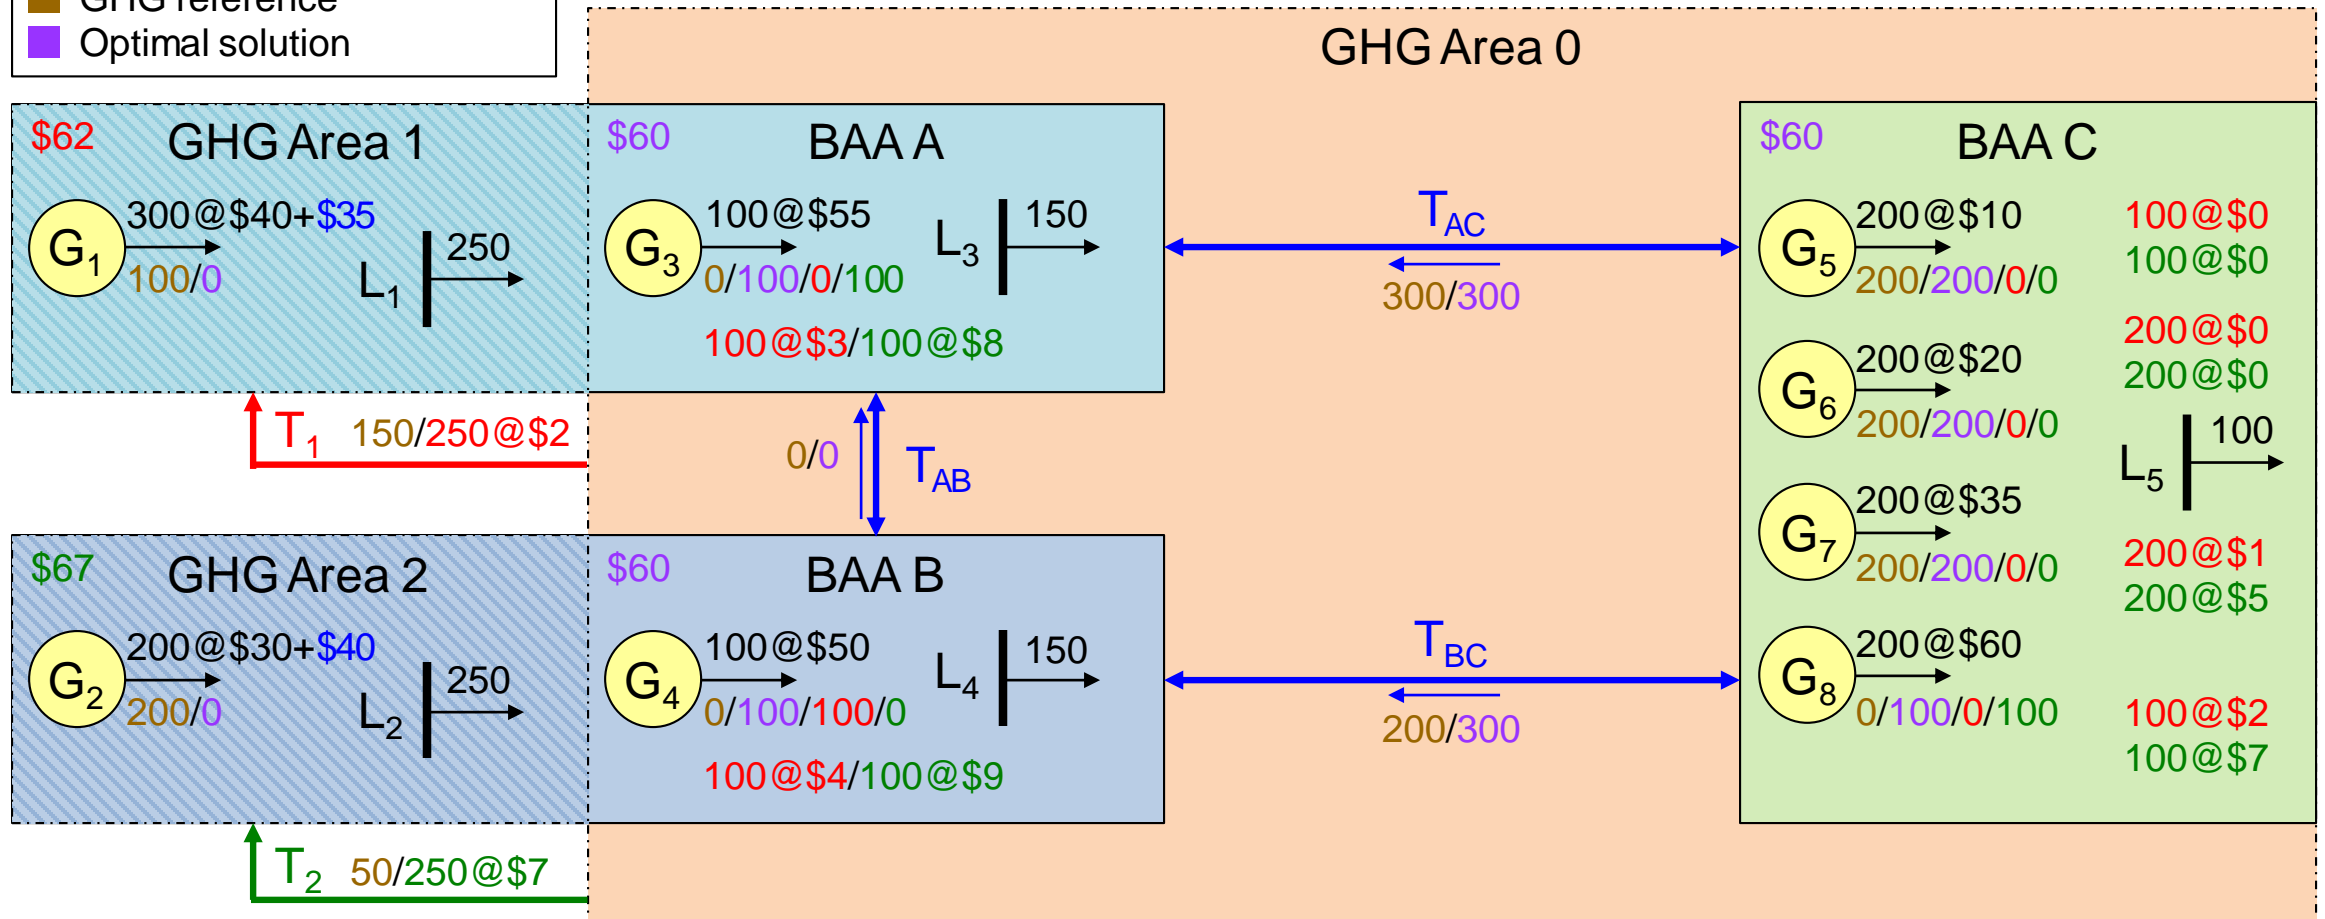 GHG reference
Optimal solution
GHG Area 0
$62 GHG Area 1
G1 300@$40+$35
100/0
L1 250
$60 BAA A
G3 100@$55
0/100/0/100
L3 150
100@$3/100@$8
TAC
300/300
$60 BAA C
G5 200@$10
200/200/0/0
100@$0
100@$0
G6 200@$20
200/200/0/0
200@$0
200@$0
L5 100
G7 200@$35
200/200/0/0
200@$1
200@$5
G8 200@$60
0/100/0/100
100@$2
100@$7
T1 150/250@$2
0/0 TAB
$67 GHG Area 2
G2 200@$30+$40
200/0
L2 250
$60 BAA B
G4 100@$50
0/100/100/0
L4 150
100@$4/100@$9
TBC
200/300
T2 50/250@$7